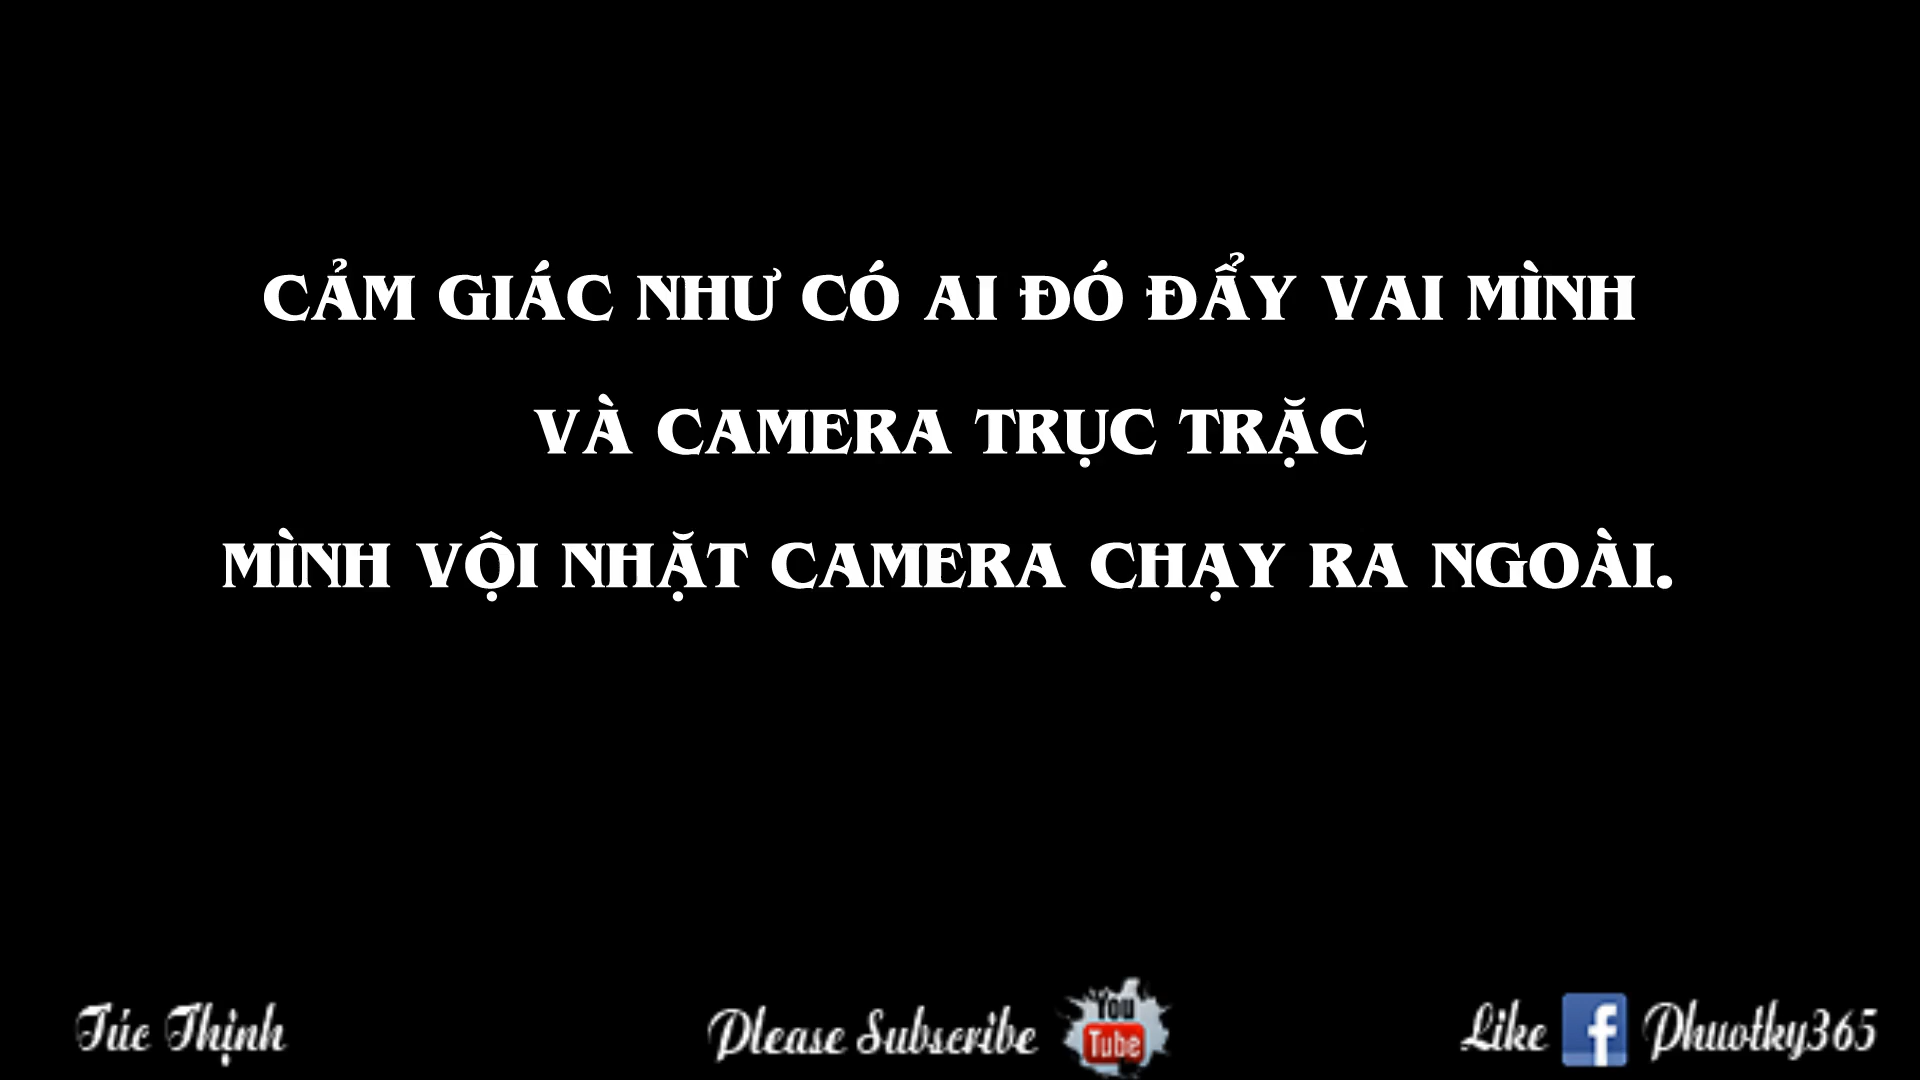 CẢM GIÁC NHƯ CÓ AI ĐÓ ĐẨY VAI MÌNH
VÀ CAMERA TRỤC TRẶC
MÌNH VỘI NHẶT CAMERA CHẠY RA NGOÀI.
Túc Thịnh
Please Subscribe You Tube
Like f Phuotky365